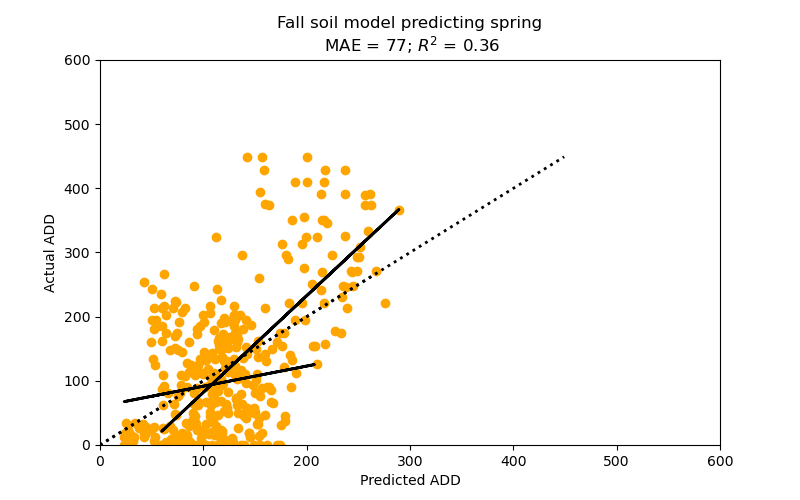 Fall soil model predicting spring
MAE = 77; R² = 0.36
600
500
400
300
200
100
0
Actual ADD
0 100 200 300 400 500 600
Predicted ADD